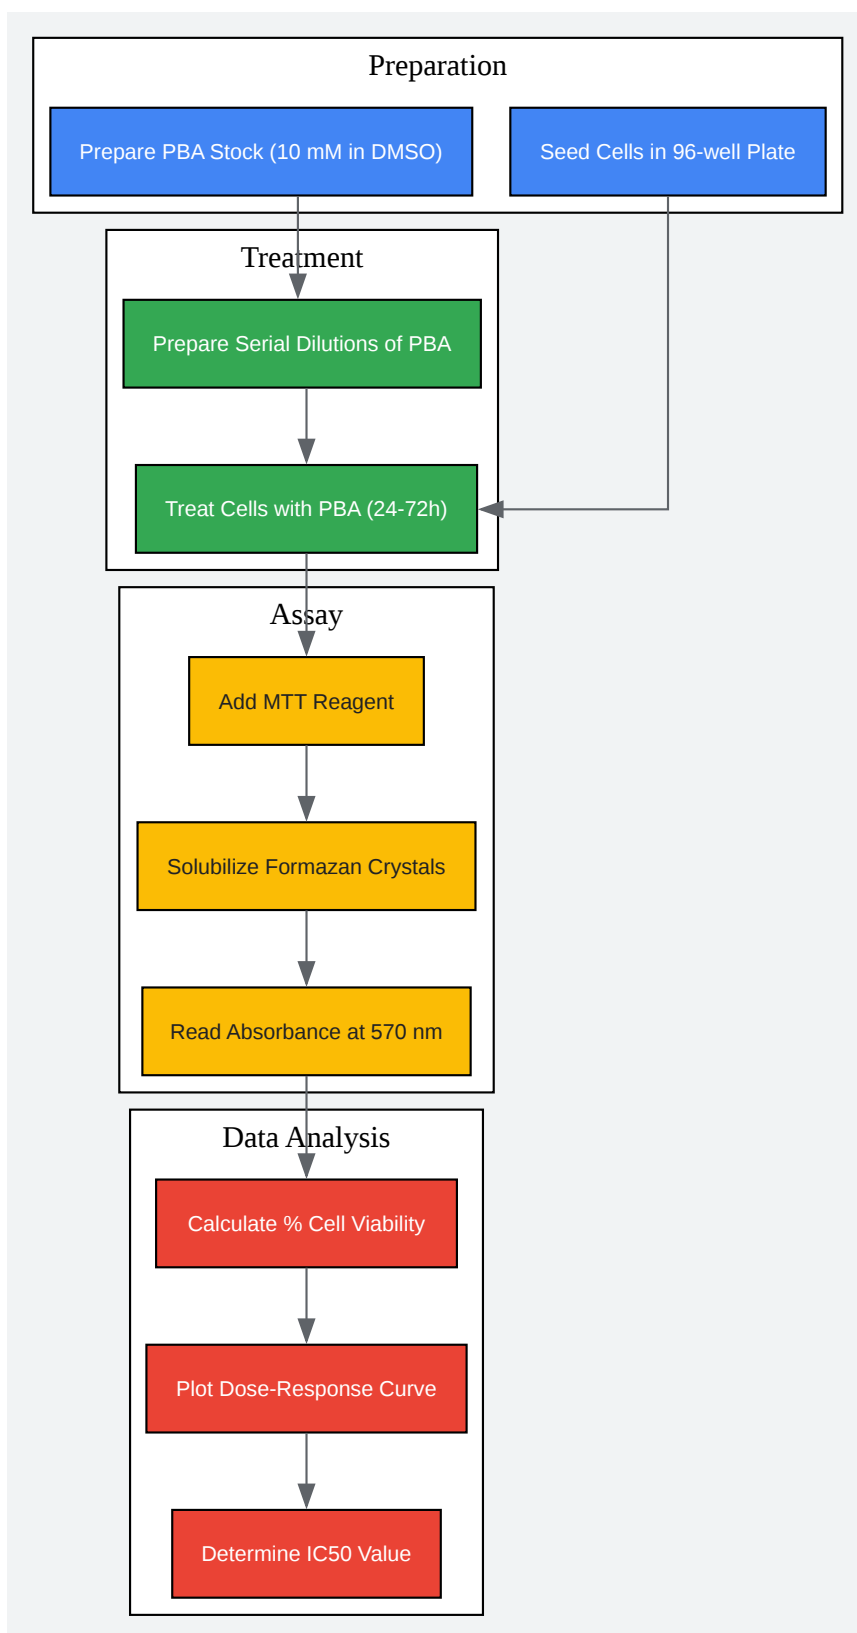 Preparation
Prepare PBA Stock (10 mM in DMSO)
Seed Cells in 96-well Plate
Treatment
Prepare Serial Dilutions of PBA
Treat Cells with PBA (24-72h)
Assay
Add MTT Reagent
Solubilize Formazan Crystals
Read Absorbance at 570 nm
Data Analysis
Calculate % Cell Viability
Plot Dose-Response Curve
Determine IC50 Value